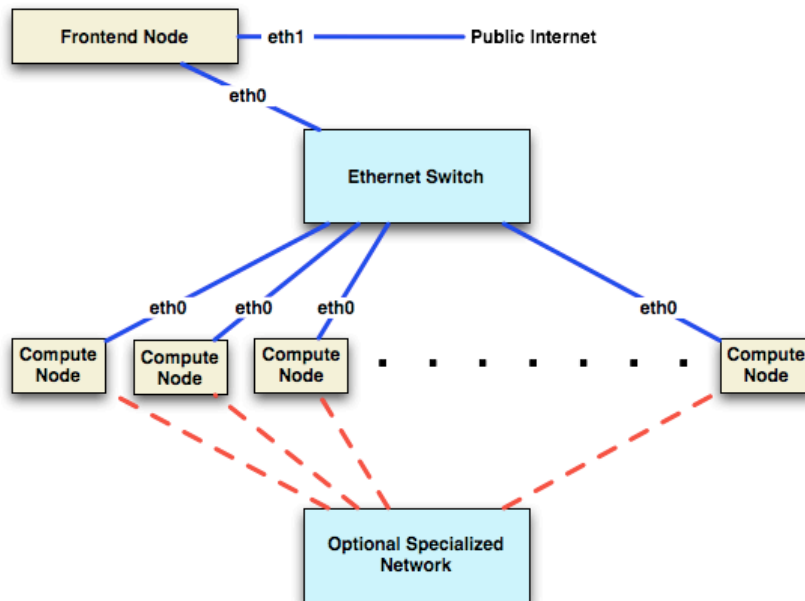 Frontend Node
eth1
Public Internet
eth0
Ethernet Switch
eth0
eth0
eth0
eth0
Compute
Node
Compute
Node
Compute
Node
Compute
Node
Optional Specialized
Network